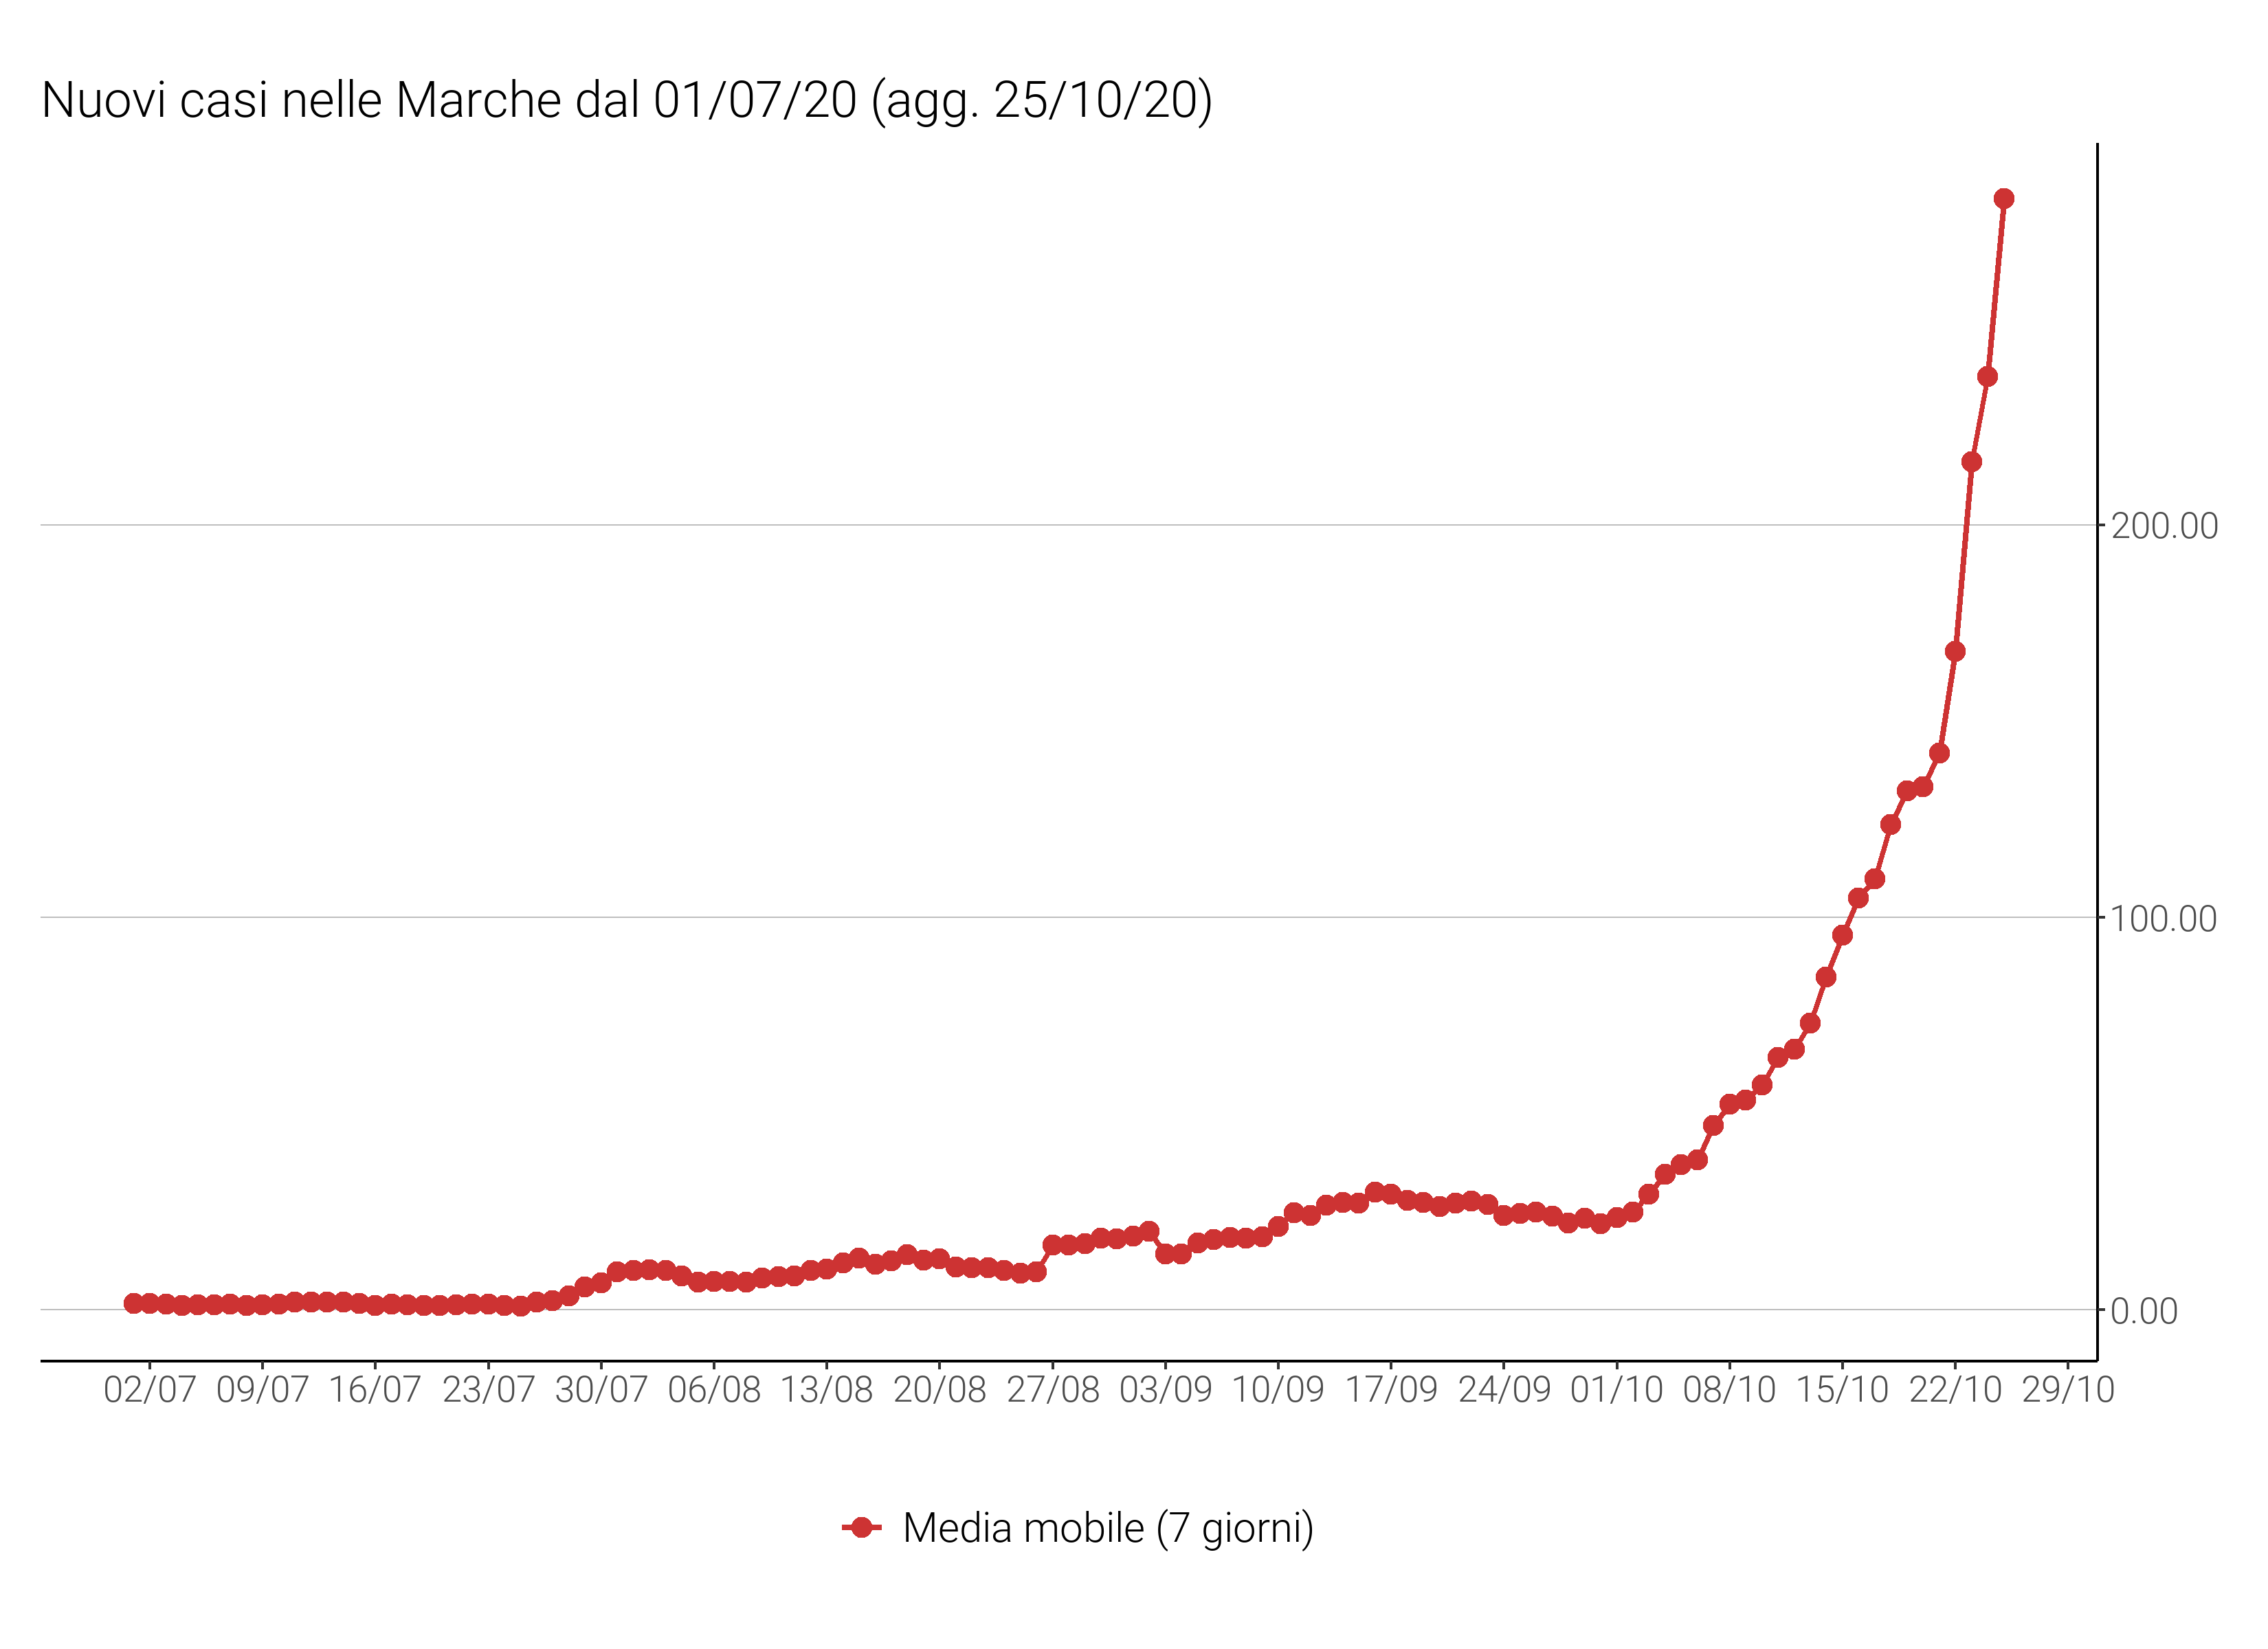 Nuovi casi nelle Marche dal 01/07/20 (agg. 25/10/20)
200.00
100.00
0.00
02/07 09/07 16/07 23/07 30/07 06/08 13/08 20/08 27/08 03/09 10/09 17/09 24/09 01/10 08/10 15/10 22/10 29/10
Media mobile (7 giorni)